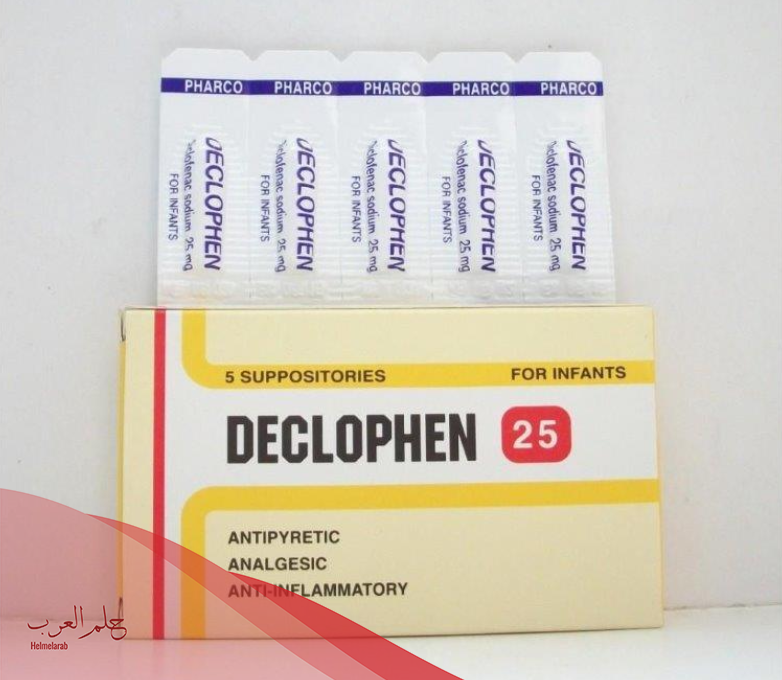 PHARCO PHARCO PHARCO PHARCO PHARCO
DECLOPHEN
Diclofenac sodium 25 mg
FOR INFANTS
DECLOPHEN
Diclofenac sodium 25 mg
FOR INFANTS
DECLOPHEN
Diclofenac sodium 25 mg
FOR INFANTS
DECLOPHEN
Diclofenac sodium 25 mg
FOR INFANTS
DECLOPHEN
Diclofenac sodium 25 mg
FOR INFANTS
5 SUPPOSITORIES FOR INFANTS
DECLOPHEN 25
ANTIPYRETIC
ANALGESIC
ANTI-INFLAMMATORY
حلم العرب
Helmelarab